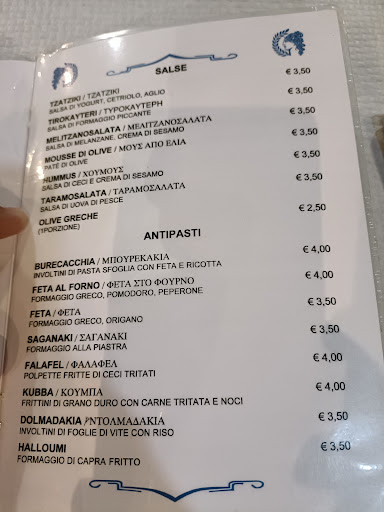 SALSE
TZATZIKI / TZATZIKI € 3,50
SALSA DI YOGURT, CETRIOLO, AGLIO
TIROKAYTERI / ΤΥΡΟΚΑΥΤΕΡΗ € 3,50
SALSA DI FORMAGGIO PICCANTE
MELITZANOSALATA / ΜΕΛΙΤΖΑΝΟΣΑΛΑΤΑ € 3,50
SALSA DI MELANZANE, CREMA DI SESAMO
MOUSSE DI OLIVE / ΜΟΥΣ ΑΠΟ ΕΛΙΑ € 3,50
PATÈ DI OLIVE
HUMMUS / ΧΟΥΜΟΥΣ € 3,50
SALSA DI CECI E CREMA DI SESAMO
TARAMOSALATA / ΤΑΡΑΜΟΣΑΛΑΤΑ € 3,50
SALSA DI UOVA DI PESCE
OLIVE GRECHE € 2,50
(1PORZIONE)
ANTIPASTI
BURECACCHIA / ΜΠΟΥΡΕΚΑΚΙΑ € 4,00
INVOLTINI DI PASTA SFOGLIA CON FETA E RICOTTA
FETA AL FORNO / ΦΕΤΑ ΣΤΟ ΦΟΥΡΝΟ € 4,00
FORMAGGIO GRECO, POMODORO, PEPERONE
FETA / ΦΕΤΑ € 3,50
FORMAGGIO GRECO, ORIGANO
SAGANAKI / ΣΑΓΑΝΑΚΙ € 3,50
FORMAGGIO ALLA PIASTRA
FALAFEL / ΦΑΛΑΦΕΛ € 4,00
POLPETTE FRITTE DI CECI TRITATI
KUBBA / ΚΟΥΜΠΑ € 4,00
FRITTINI DI GRANO DURO CON CARNE TRITATA E NOCI
DOLMADAKIA / ΝΤΟΛΜΑΔΑΚΙΑ € 3,50
INVOLTINI DI FOGLIE DI VITE CON RISO
HALLOUMI € 3,50
FORMAGGIO DI CAPRA FRITTO